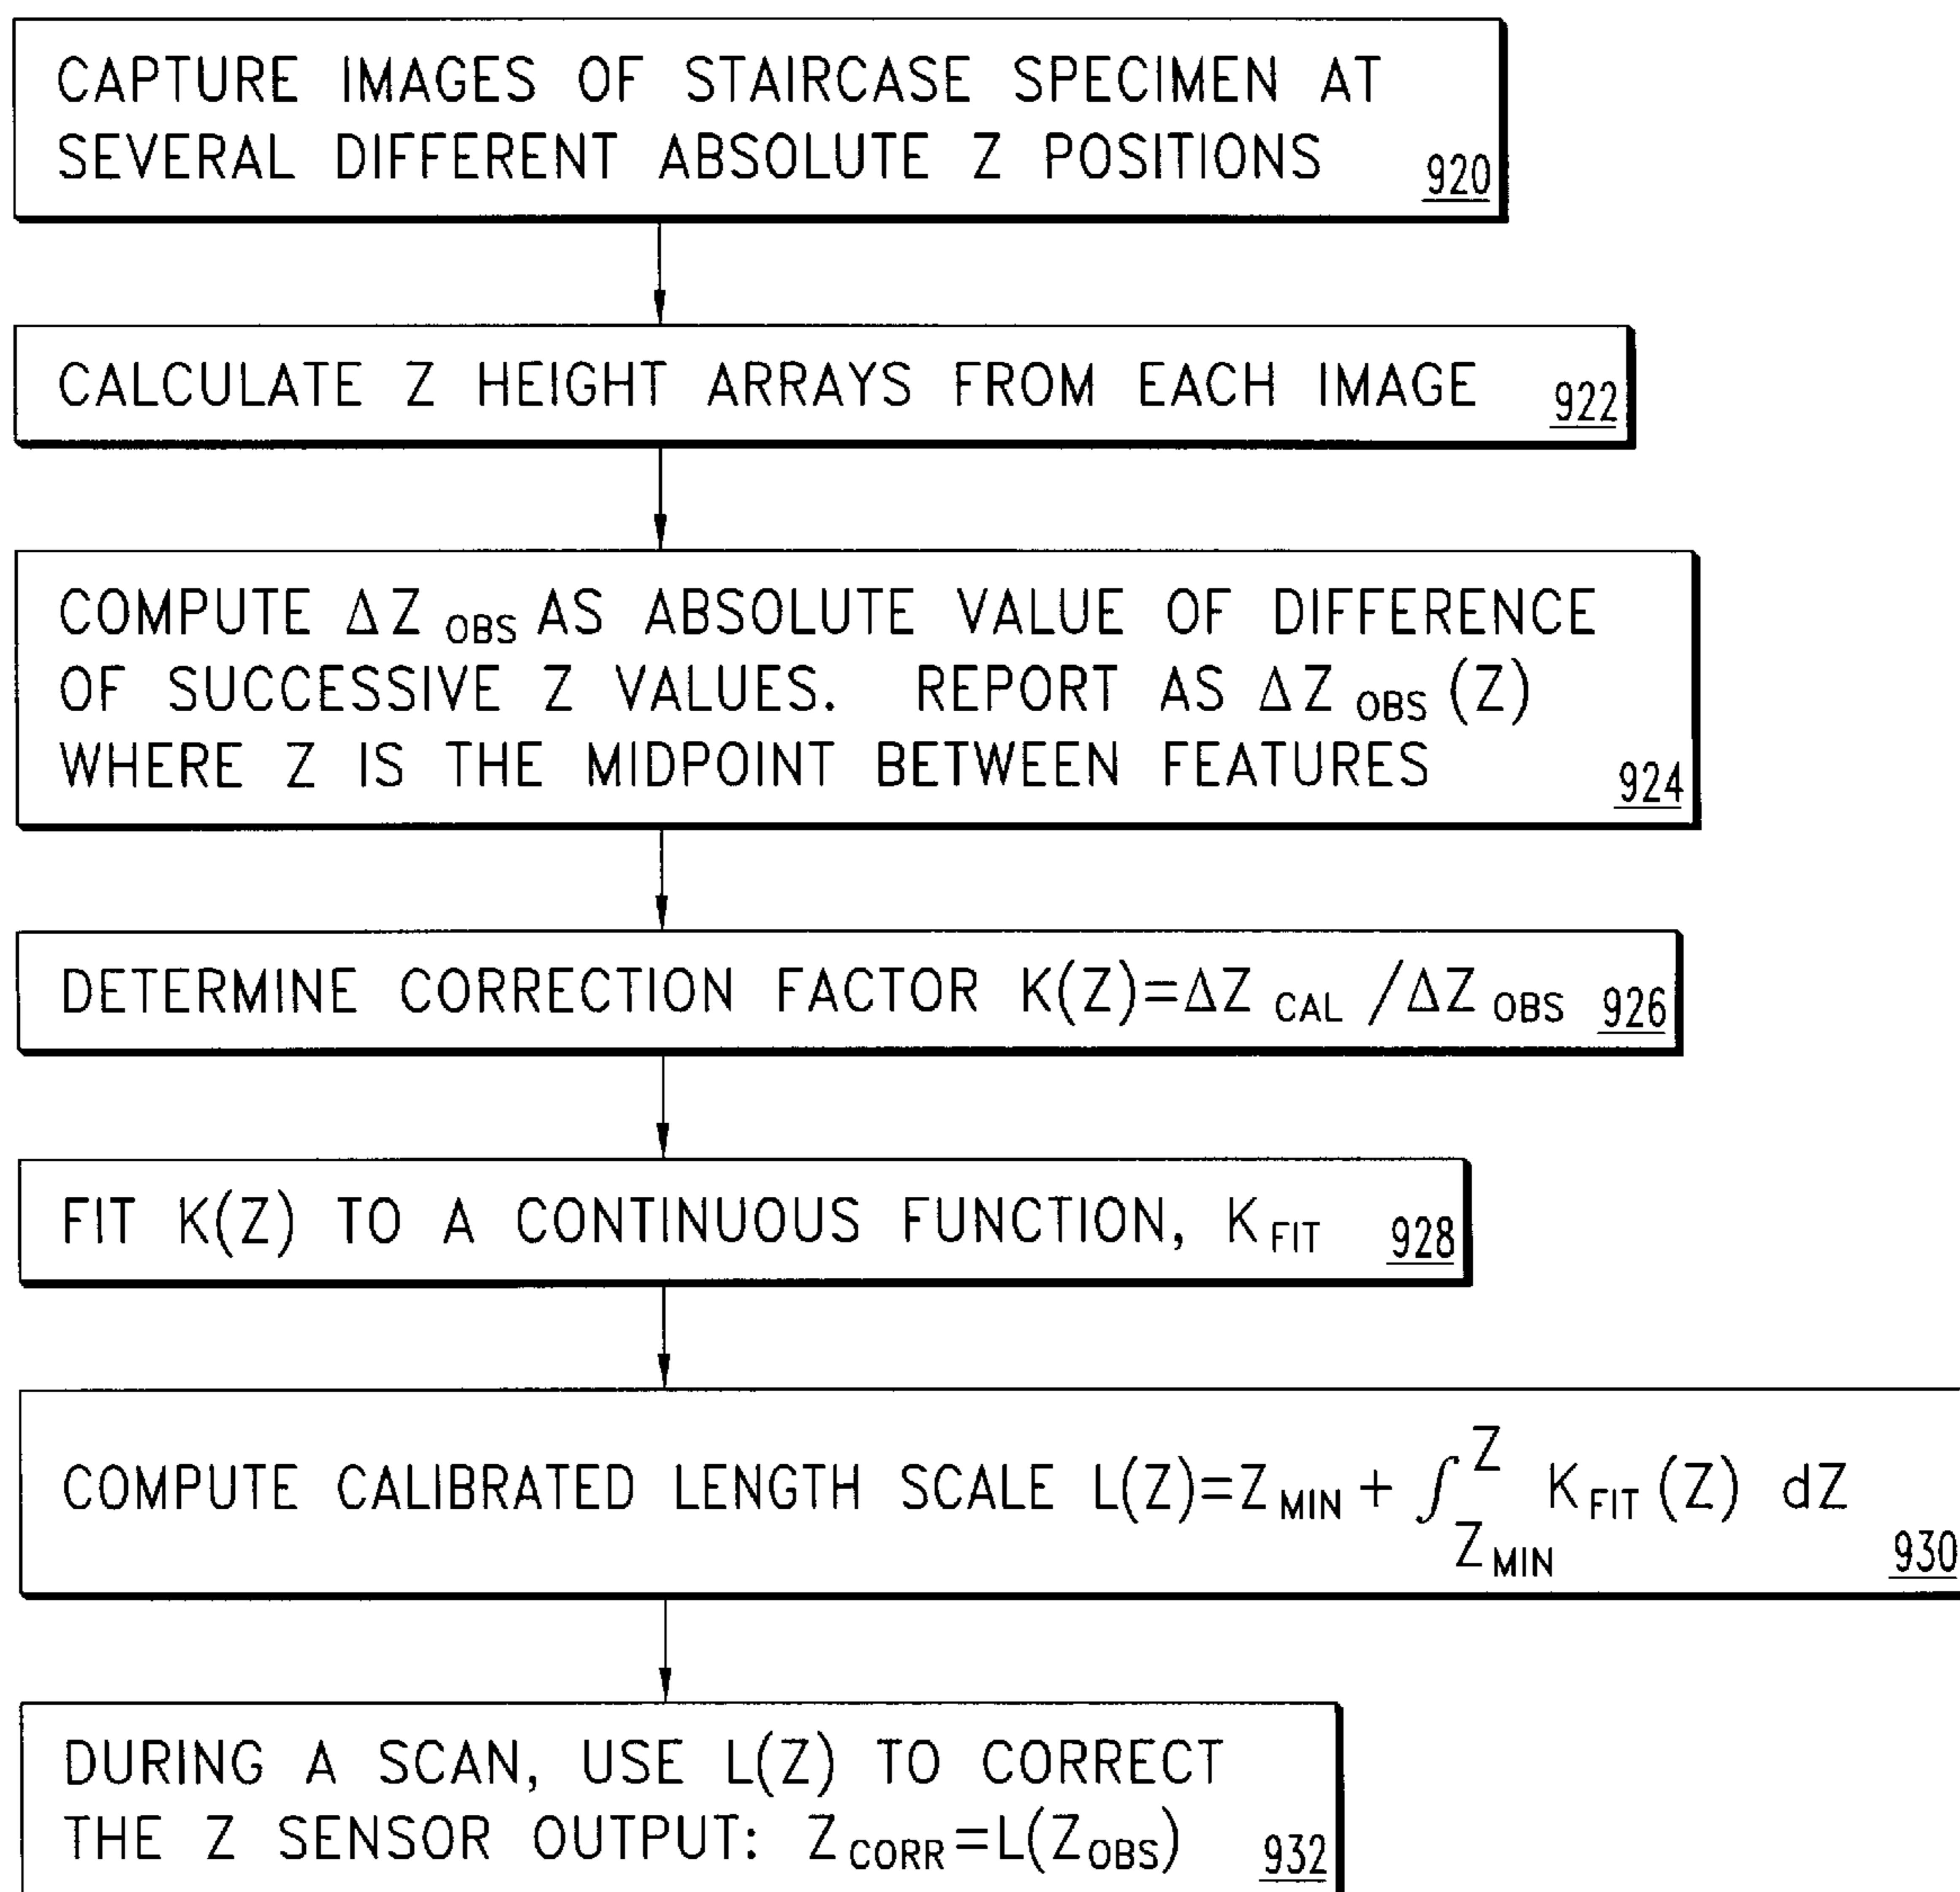 CAPTURE IMAGES OF STAIRCASE SPECIMEN AT
SEVERAL DIFFERENT ABSOLUTE Z POSITIONS 920
CALCULATE Z HEIGHT ARRAYS FROM EACH IMAGE 922
COMPUTE ΔZ OBS AS ABSOLUTE VALUE OF DIFFERENCE
OF SUCCESSIVE Z VALUES. REPORT AS ΔZ OBS (Z)
WHERE Z IS THE MIDPOINT BETWEEN FEATURES 924
DETERMINE CORRECTION FACTOR K(Z)=ΔZ CAL /ΔZ OBS 926
FIT K(Z) TO A CONTINUOUS FUNCTION, K FIT 928
COMPUTE CALIBRATED LENGTH SCALE L(Z)=Z MIN + ∫ Z Z MIN K FIT (Z) dZ 930
DURING A SCAN, USE L(Z) TO CORRECT
THE Z SENSOR OUTPUT: Z CORR =L(Z OBS) 932